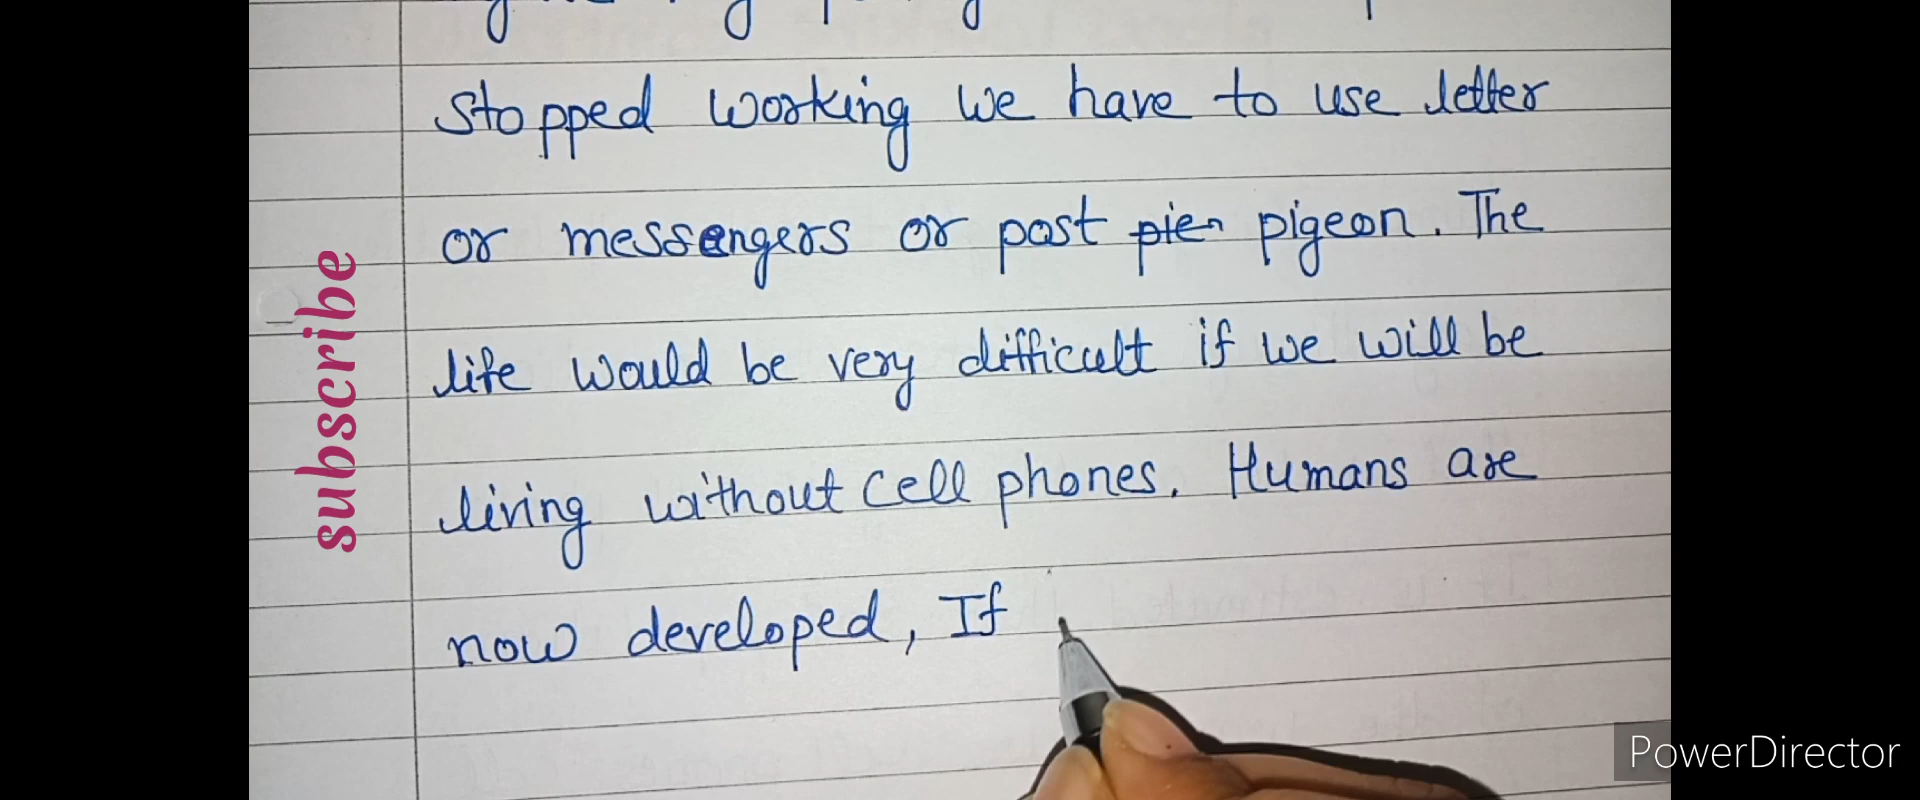 stopped working we have to use letter
or messengers or post pien pigeon. The
life would be very difficult if we will be
living without cell phones. Humans are
now developed, If
subscribe
PowerDirector